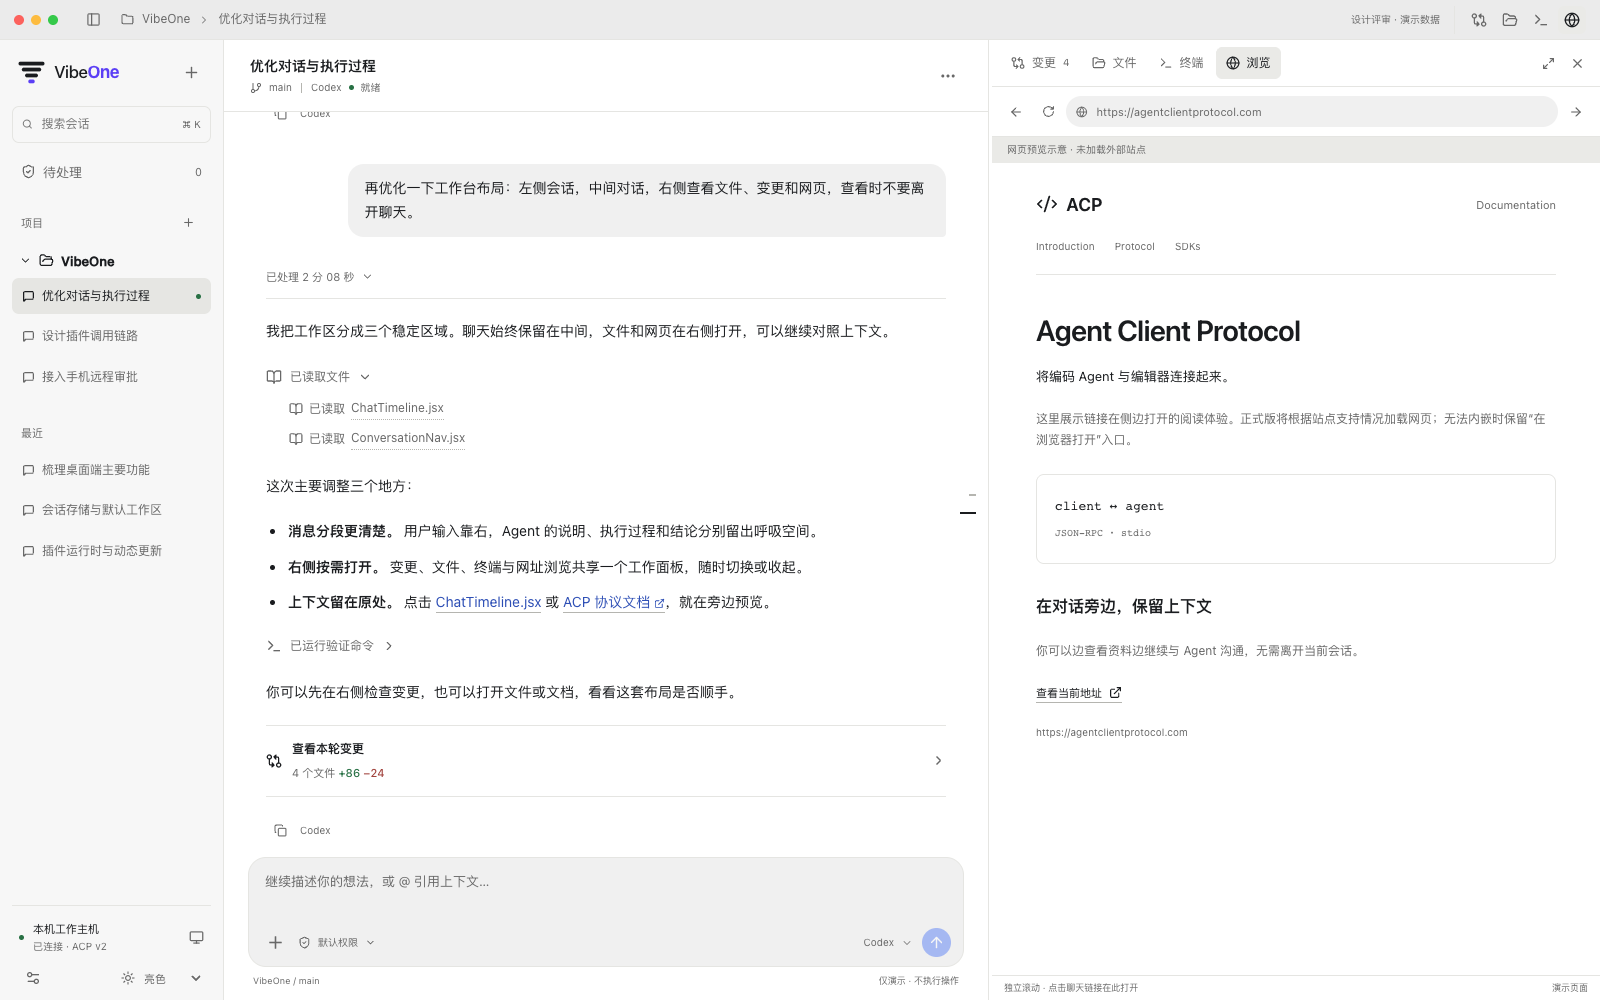 VibeOne
优化对话与执行过程
设计评审 · 演示数据
VibeOne
搜索会话
⌘ K
待处理
0
项目
VibeOne
优化对话与执行过程
设计插件调用链路
接入手机远程审批
最近
梳理桌面端主要功能
会话存储与默认工作区
插件运行时与动态更新
本机工作主机
已连接 · ACP v2
亮色
优化对话与执行过程
main | Codex 就绪
Codex
再优化一下工作台布局：左侧会话，中间对话，右侧查看文件、变更和网页，查看时不要离
开聊天。
已处理 2 分 08 秒
我把工作区分成三个稳定区域。聊天始终保留在中间，文件和网页在右侧打开，可以继续对照上下文。
已读取文件
已读取 ChatTimeline.jsx
已读取 ConversationNav.jsx
这次主要调整三个地方：
• 消息分段更清楚。 用户输入靠右，Agent 的说明、执行过程和结论分别留出呼吸空间。
• 右侧按需打开。 变更、文件、终端与网址浏览共享一个工作面板，随时切换或收起。
• 上下文留在原处。 点击 ChatTimeline.jsx 或 ACP 协议文档，就在旁边预览。
已运行验证命令
你可以先在右侧检查变更，也可以打开文件或文档，看看这套布局是否顺手。
查看本轮变更
4 个文件 +86 −24
Codex
继续描述你的想法，或 @ 引用上下文...
默认权限
Codex
VibeOne / main
仅演示 · 不执行操作
变更 4
文件
终端
浏览
https://agentclientprotocol.com
网页预览示意 · 未加载外部站点
</> ACP
Documentation
Introduction
Protocol
SDKs
Agent Client Protocol
将编码 Agent 与编辑器连接起来。
这里展示链接在侧边打开的阅读体验。正式版将根据站点支持情况加载网页；无法内嵌时保留“在
浏览器打开”入口。
client ↔ agent
JSON-RPC · stdio
在对话旁边，保留上下文
你可以边查看资料边继续与 Agent 沟通，无需离开当前会话。
查看当前地址
https://agentclientprotocol.com
独立滚动 · 点击聊天链接在此打开
演示页面